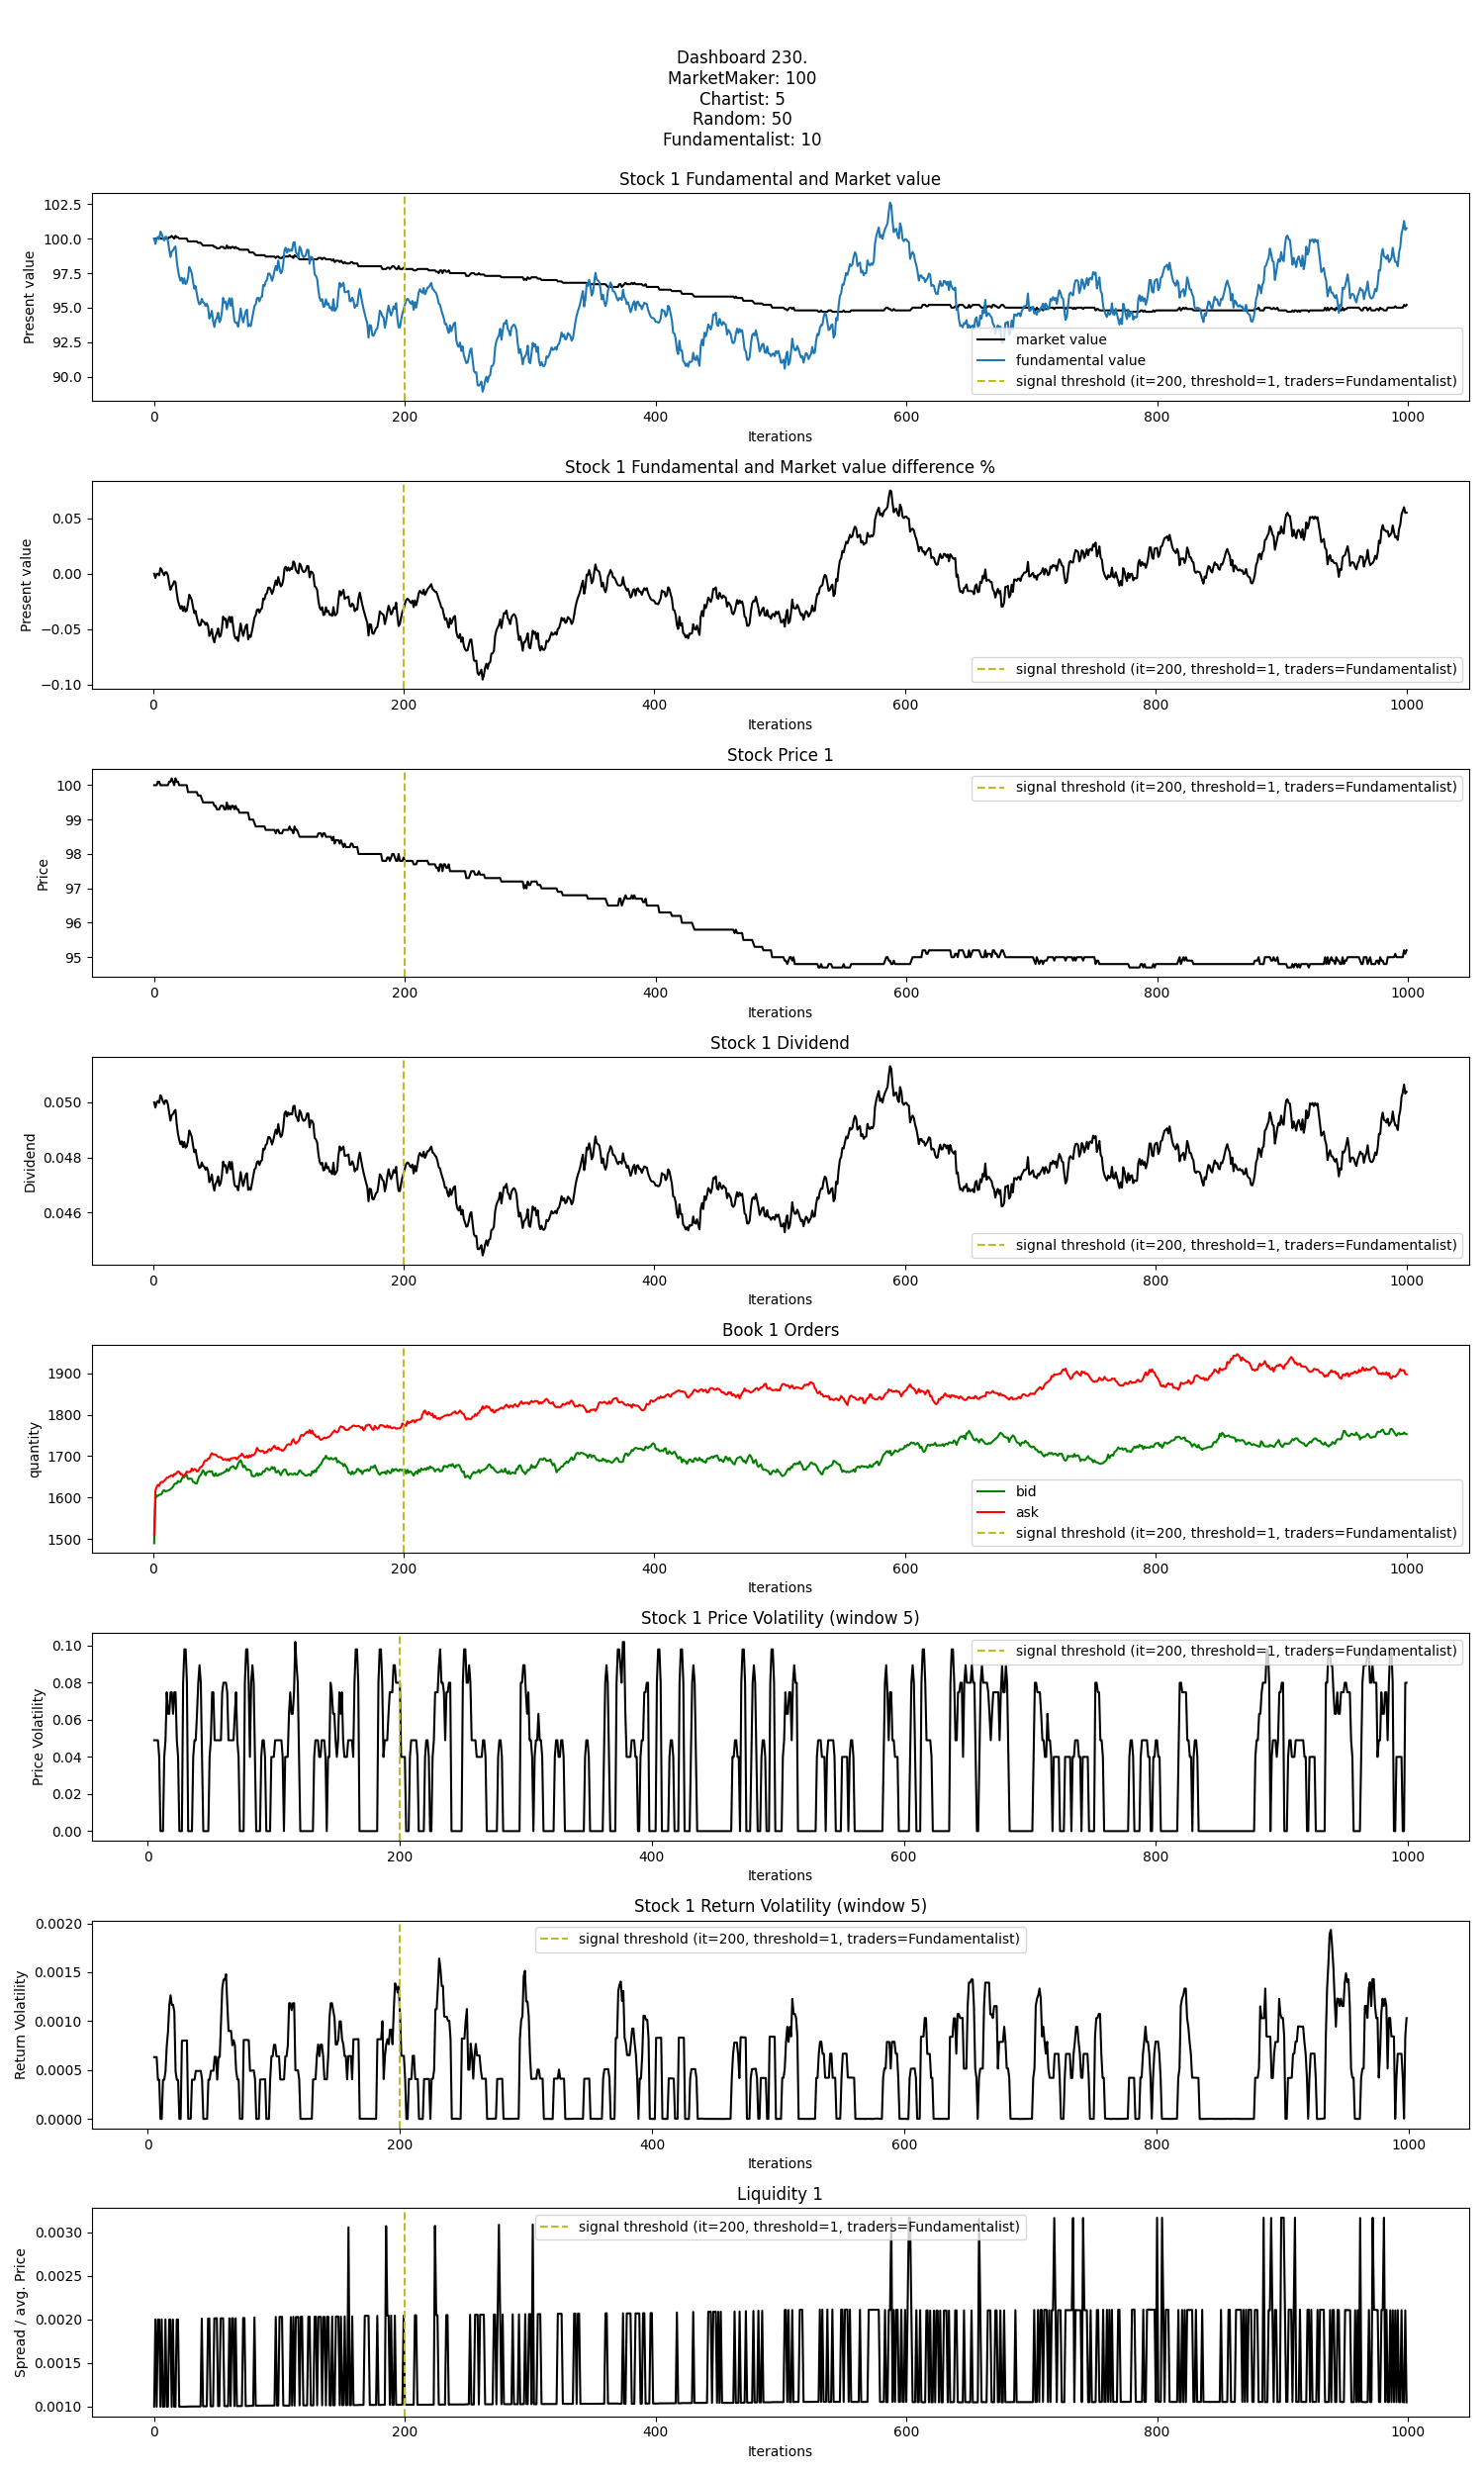 Dashboard 230.
MarketMaker: 100
Chartist: 5
Random: 50
Fundamentalist: 10
Stock 1 Fundamental and Market value
Present value
102.5
100.0
97.5
95.0
92.5
90.0
market value
fundamental value
signal threshold (it=200, threshold=1, traders=Fundamentalist)
0 200 400 600 800 1000
Iterations
Stock 1 Fundamental and Market value difference %
Present value
0.05
0.00
−0.05
−0.10
signal threshold (it=200, threshold=1, traders=Fundamentalist)
0 200 400 600 800 1000
Iterations
Stock Price 1
Price
100
99
98
97
96
95
signal threshold (it=200, threshold=1, traders=Fundamentalist)
0 200 400 600 800 1000
Iterations
Stock 1 Dividend
Dividend
0.050
0.048
0.046
signal threshold (it=200, threshold=1, traders=Fundamentalist)
0 200 400 600 800 1000
Iterations
Book 1 Orders
quantity
1900
1800
1700
1600
1500
bid
ask
signal threshold (it=200, threshold=1, traders=Fundamentalist)
0 200 400 600 800 1000
Iterations
Stock 1 Price Volatility (window 5)
Price Volatility
0.10
0.08
0.06
0.04
0.02
0.00
signal threshold (it=200, threshold=1, traders=Fundamentalist)
0 200 400 600 800 1000
Iterations
Stock 1 Return Volatility (window 5)
Return Volatility
0.0020
0.0015
0.0010
0.0005
0.0000
signal threshold (it=200, threshold=1, traders=Fundamentalist)
0 200 400 600 800 1000
Iterations
Liquidity 1
Spread / avg. Price
0.0030
0.0025
0.0020
0.0015
0.0010
signal threshold (it=200, threshold=1, traders=Fundamentalist)
0 200 400 600 800 1000
Iterations